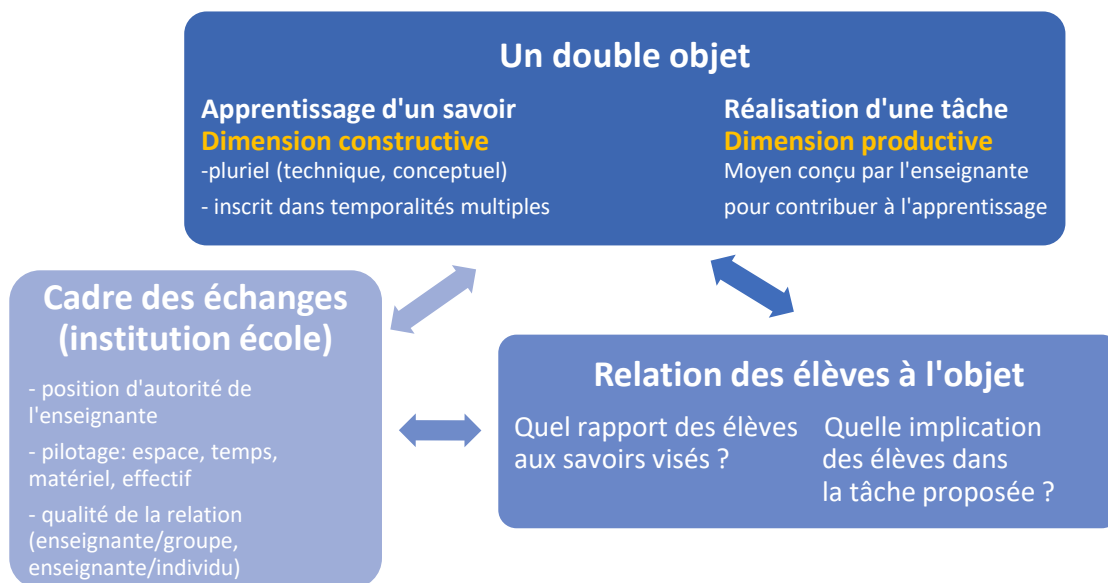 Un double objet
Apprentissage d'un savoir
Dimension constructive
-pluriel (technique, conceptuel)
- inscrit dans temporalités multiples
Réalisation d'une tâche
Dimension productive
Moyen conçu par l'enseignante
pour contribuer à l'apprentissage
Cadre des échanges
(institution école)
- position d'autorité de
l'enseignante
- pilotage: espace, temps,
matériel, effectif
- qualité de la relation
(enseignante/groupe,
enseignante/individu)
Relation des élèves à l'objet
Quel rapport des élèves
aux savoirs visés ?
Quelle implication
des élèves dans
la tâche proposée ?